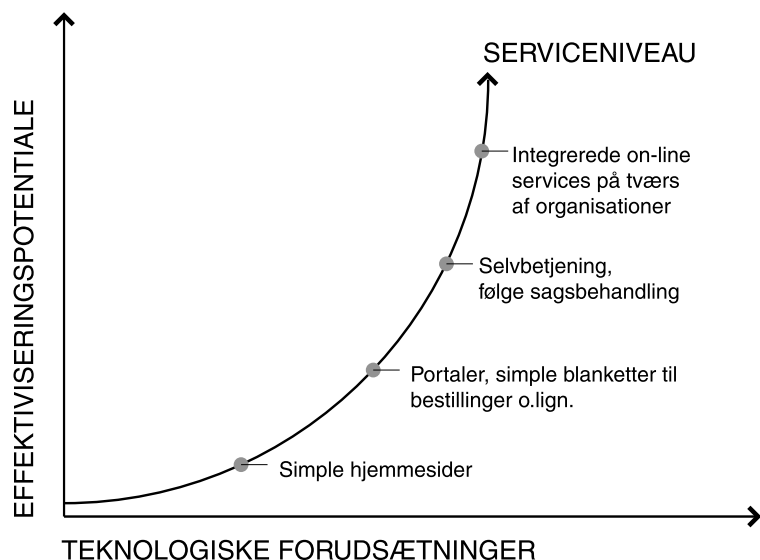 SERVICENIVEAU
EFFEKTIVISERINGSPOTENTIALE
Integrerede on-line
services på tværs
af organisationer
Selvbetjening,
følge sagsbehandling
Portaler, simple blanketter til
bestillinger o.lign.
Simple hjemmesider
TEKNOLOGISKE FORUDSÆTNINGER